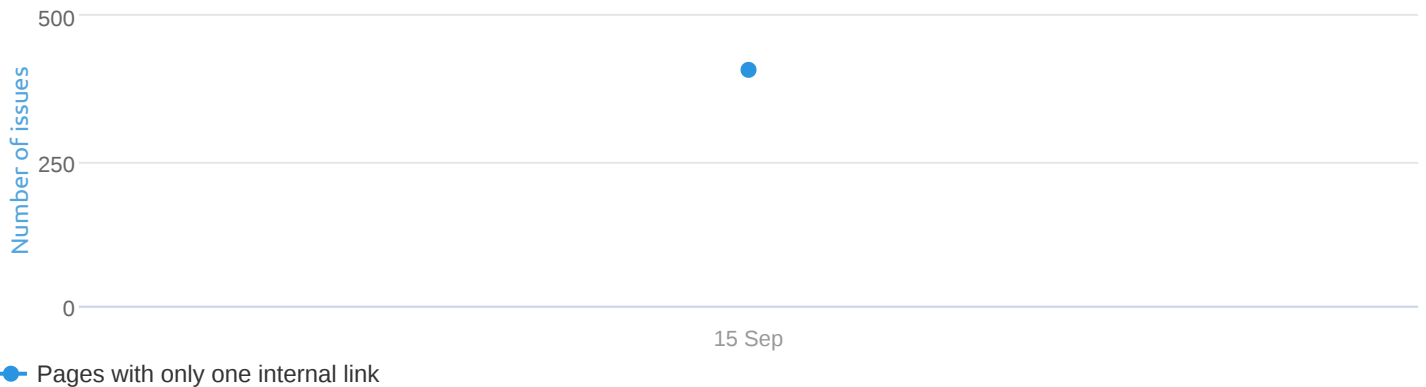 500
Number of issues
250
0
15 Sep
Pages with only one internal link